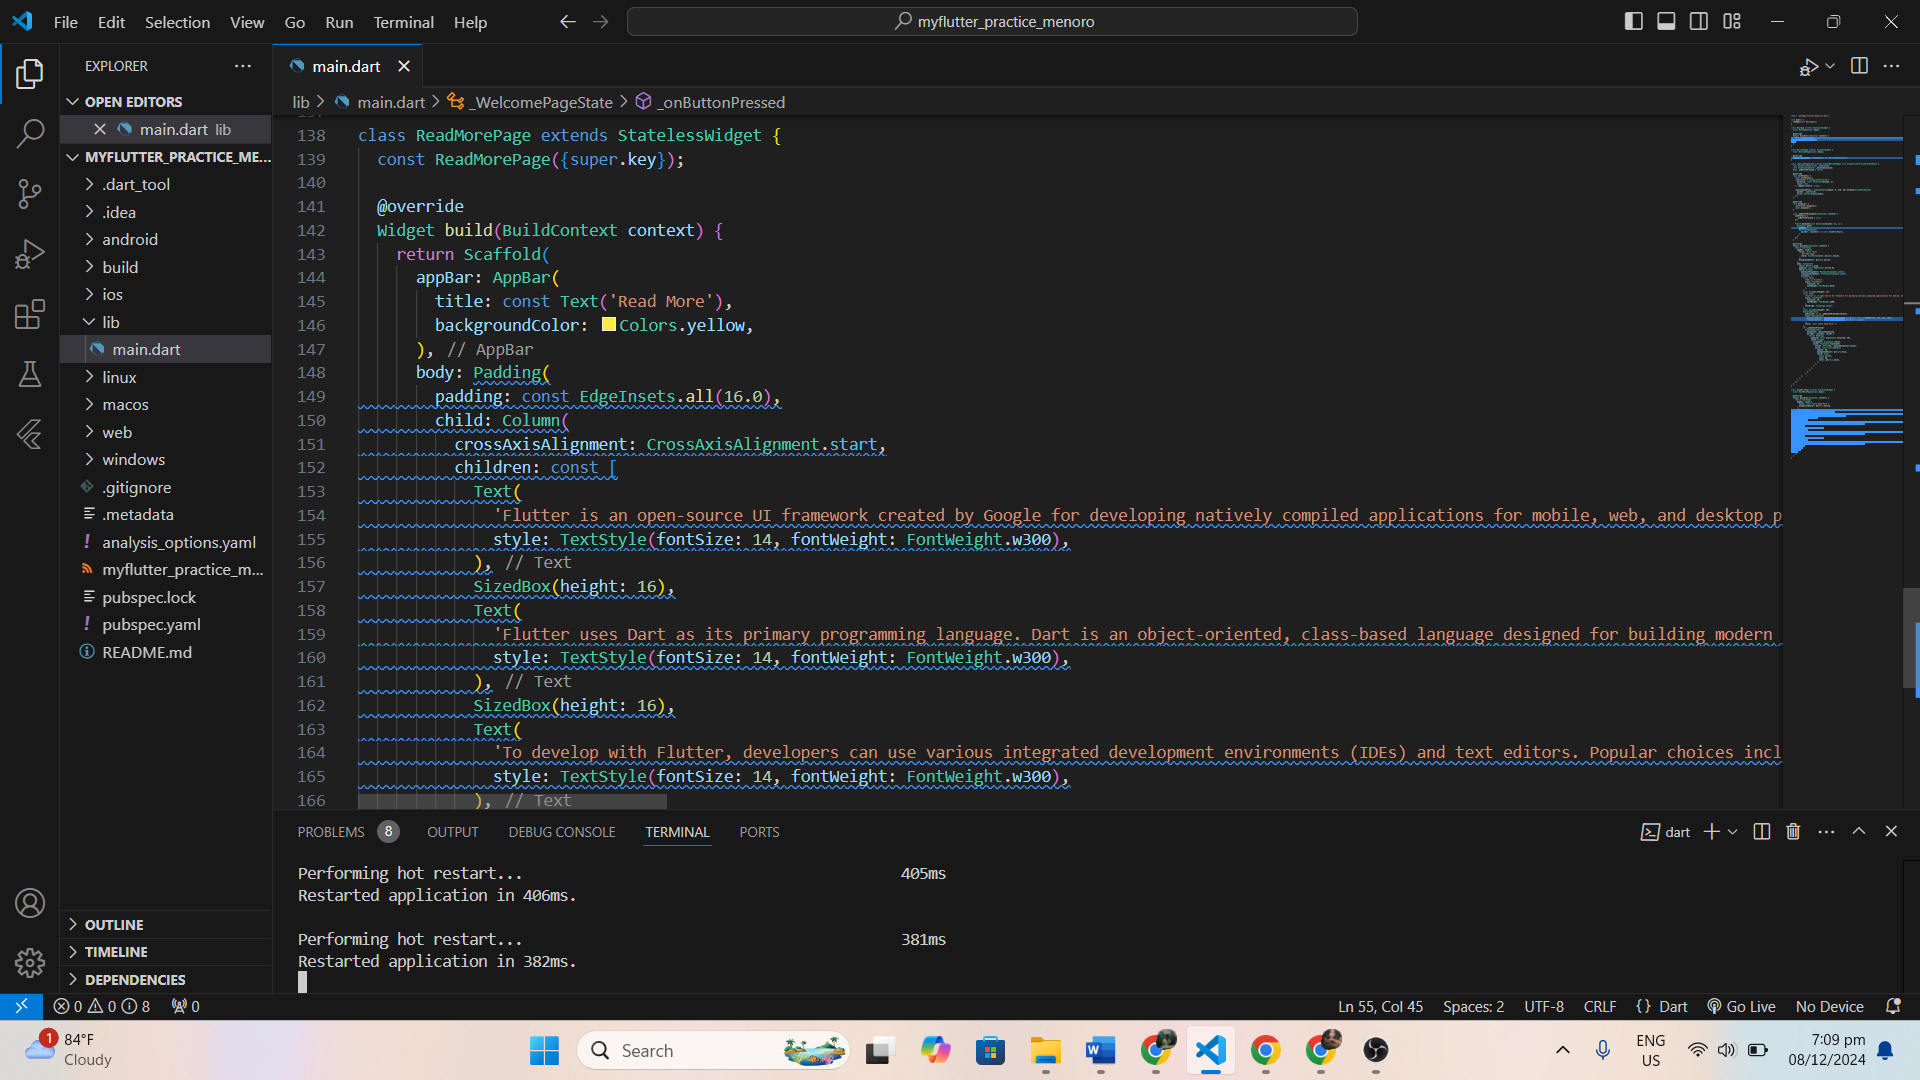 File Edit Selection View Go Run Terminal Help
myflutter_practice_menoro
EXPLORER
OPEN EDITORS
main.dart lib
MYFLUTTER_PRACTICE_ME...
.dart_tool
.idea
android
build
ios
lib
main.dart
linux
macos
web
windows
.gitignore
.metadata
analysis_options.yaml
myflutter_practice_m...
pubspec.lock
pubspec.yaml
README.md
OUTLINE
TIMELINE
DEPENDENCIES
main.dart
lib > main.dart > _WelcomePageState > _onButtonPressed
138 class ReadMorePage extends StatelessWidget {
139 const ReadMorePage({super.key});
140
141 @override
142 Widget build(BuildContext context) {
143 return Scaffold(
144 appBar: AppBar(
145 title: const Text('Read More'),
146 backgroundColor: Colors.yellow,
147 ), // AppBar
148 body: Padding(
149 padding: const EdgeInsets.all(16.0),
150 child: Column(
151 crossAxisAlignment: CrossAxisAlignment.start,
152 children: const [
153 Text(
154 'Flutter is an open-source UI framework created by Google for developing natively compiled applications for mobile, web, and desktop p
155 style: TextStyle(fontSize: 14, fontWeight: FontWeight.w300),
156 ), // Text
157 SizedBox(height: 16),
158 Text(
159 'Flutter uses Dart as its primary programming language. Dart is an object-oriented, class-based language designed for building modern
160 style: TextStyle(fontSize: 14, fontWeight: FontWeight.w300),
161 ), // Text
162 SizedBox(height: 16),
163 Text(
164 'To develop with Flutter, developers can use various integrated development environments (IDEs) and text editors. Popular choices incl
165 style: TextStyle(fontSize: 14, fontWeight: FontWeight.w300),
166 ), // Text
PROBLEMS 8 OUTPUT DEBUG CONSOLE TERMINAL PORTS
dart
Performing hot restart... 405ms
Restarted application in 406ms.
Performing hot restart... 381ms
Restarted application in 382ms.
0 0 8 0
Ln 55, Col 45 Spaces: 2 UTF-8 CRLF {} Dart Go Live No Device
1
84°F
Cloudy
Search
ENG
US
7:09 pm
08/12/2024